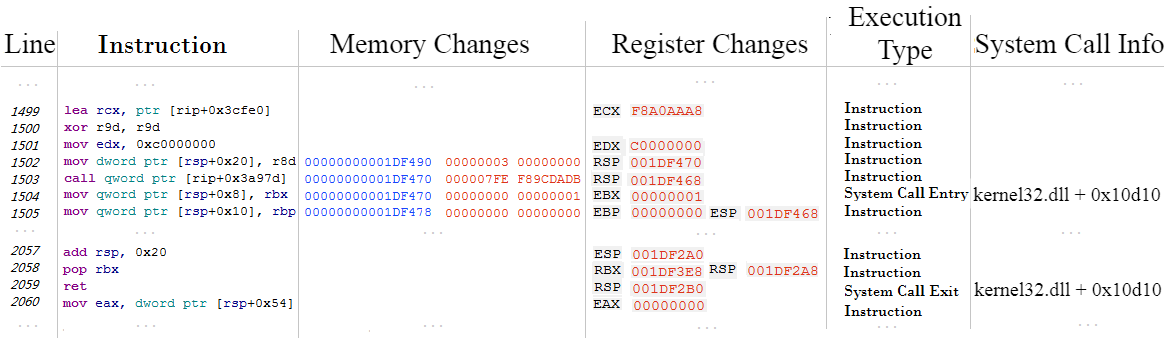 Line Instruction Memory Changes Register Changes Execution Type System Call Info
... ... ... ... ... ...
1499 lea rcx, ptr [rip+0x3cfe0] ECX F8A0AAA8 Instruction
1500 xor r9d, r9d Instruction
1501 mov edx, 0xc0000000 EDX C0000000 Instruction
1502 mov dword ptr [rsp+0x20], r8d 00000000001DF490 00000003 00000000 RSP 001DF470 Instruction
1503 call qword ptr [rip+0x3a97d] 00000000001DF470 000007FE F89CDADB RSP 001DF468 Instruction
1504 mov qword ptr [rsp+0x8], rbx 00000000001DF470 00000000 00000001 EBX 00000001 System Call Entry kernel32.dll + 0x10d10
1505 mov qword ptr [rsp+0x10], rbp 00000000001DF478 00000000 00000000 EBP 00000000 ESP 001DF468 Instruction
... ... ... ... ... ...
2057 add rsp, 0x20 ESP 001DF2A0 Instruction
2058 pop rbx RBX 001DF3E8 RSP 001DF2A8 Instruction
2059 ret RSP 001DF2B0 System Call Exit kernel32.dll + 0x10d10
2060 mov eax, dword ptr [rsp+0x54] EAX 00000000 Instruction
... ... ... ... ... ...